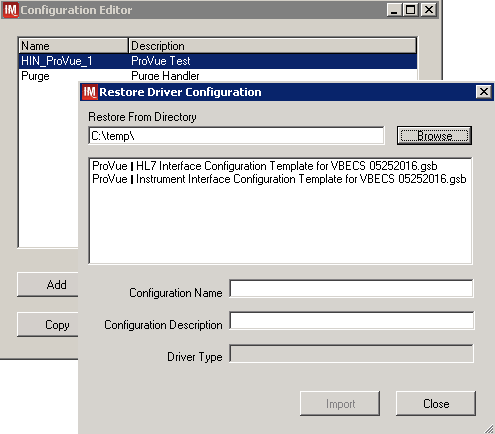 IM Configuration Editor
Name Description
HIN_ProVue_1 ProVue Test
Purge Purge Handler
Add
Copy
IM Restore Driver Configuration
Restore From Directory
C:\temp\
Browse
ProVue | HL7 Interface Configuration Template for VBECS 05252016.gsb
ProVue | Instrument Interface Configuration Template for VBECS 05252016.gsb
Configuration Name
Configuration Description
Driver Type
Import Close